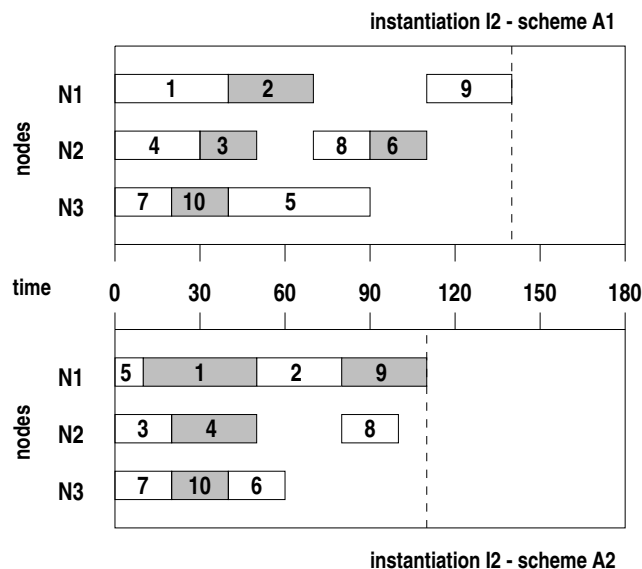 instantiation I2 - scheme A1
nodes
N1 1 2 9
N2 4 3 8 6
N3 7 10 5
time 0 30 60 90 120 150 180
nodes
N1 5 1 2 9
N2 3 4 8
N3 7 10 6
instantiation I2 - scheme A2